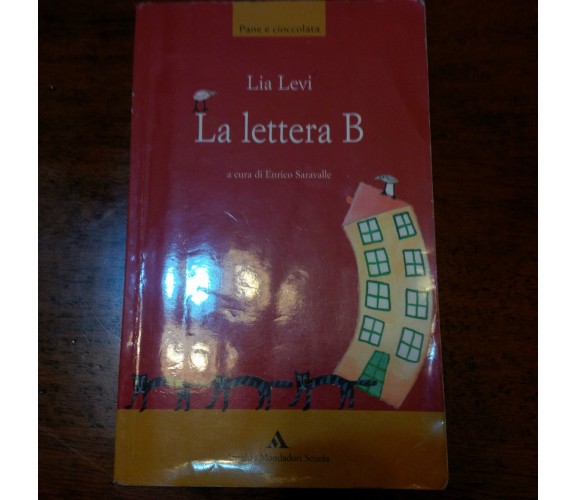 Pane e cioccolata
Lia Levi
La lettera B
a cura di Enrico Saravalle
Mondadori Scuola